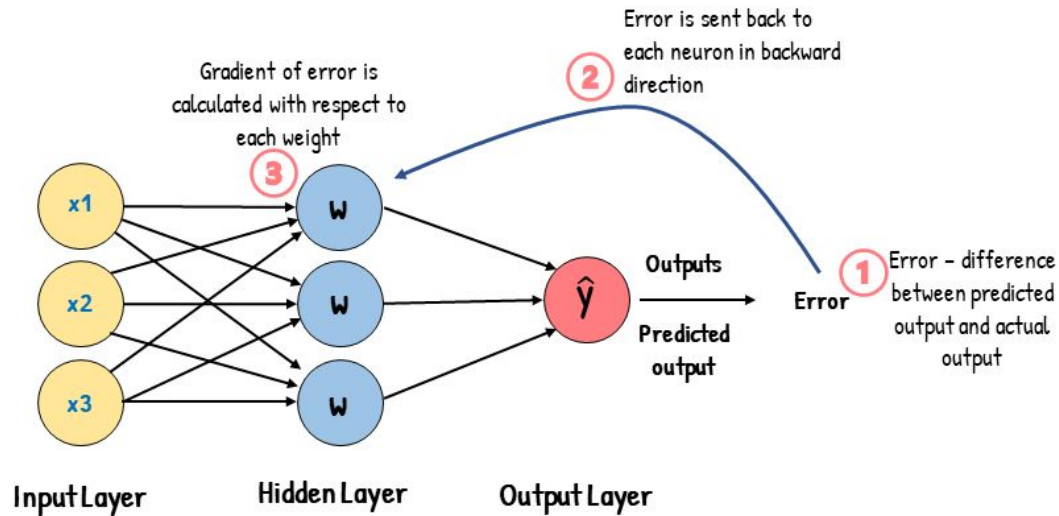 Error is sent back to
each neuron in backward
direction
2
Gradient of error is
calculated with respect to
each weight
3
x1
w
x2
w
x3
w
ŷ
Outputs
Predicted
output
Error
1
Error – difference
between predicted
output and actual
output
Input Layer
Hidden Layer
Output Layer